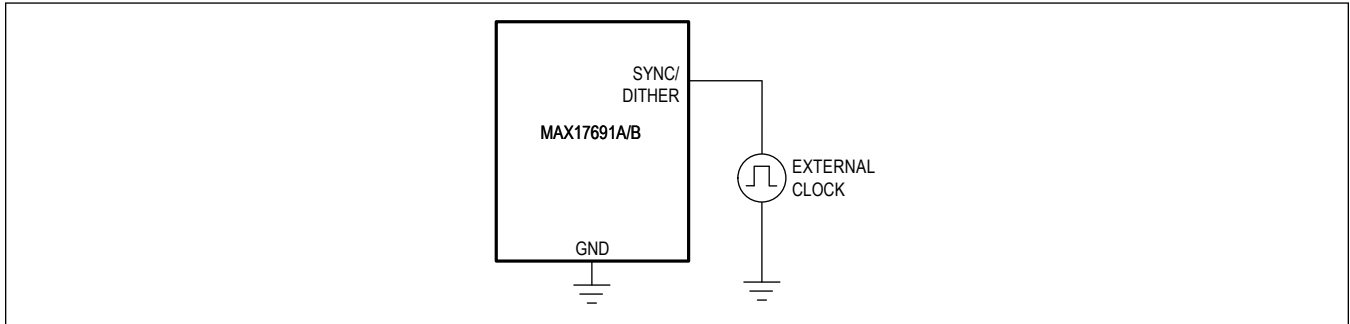 SYNC/
DITHER
MAX17691A/B
EXTERNAL
CLOCK
GND